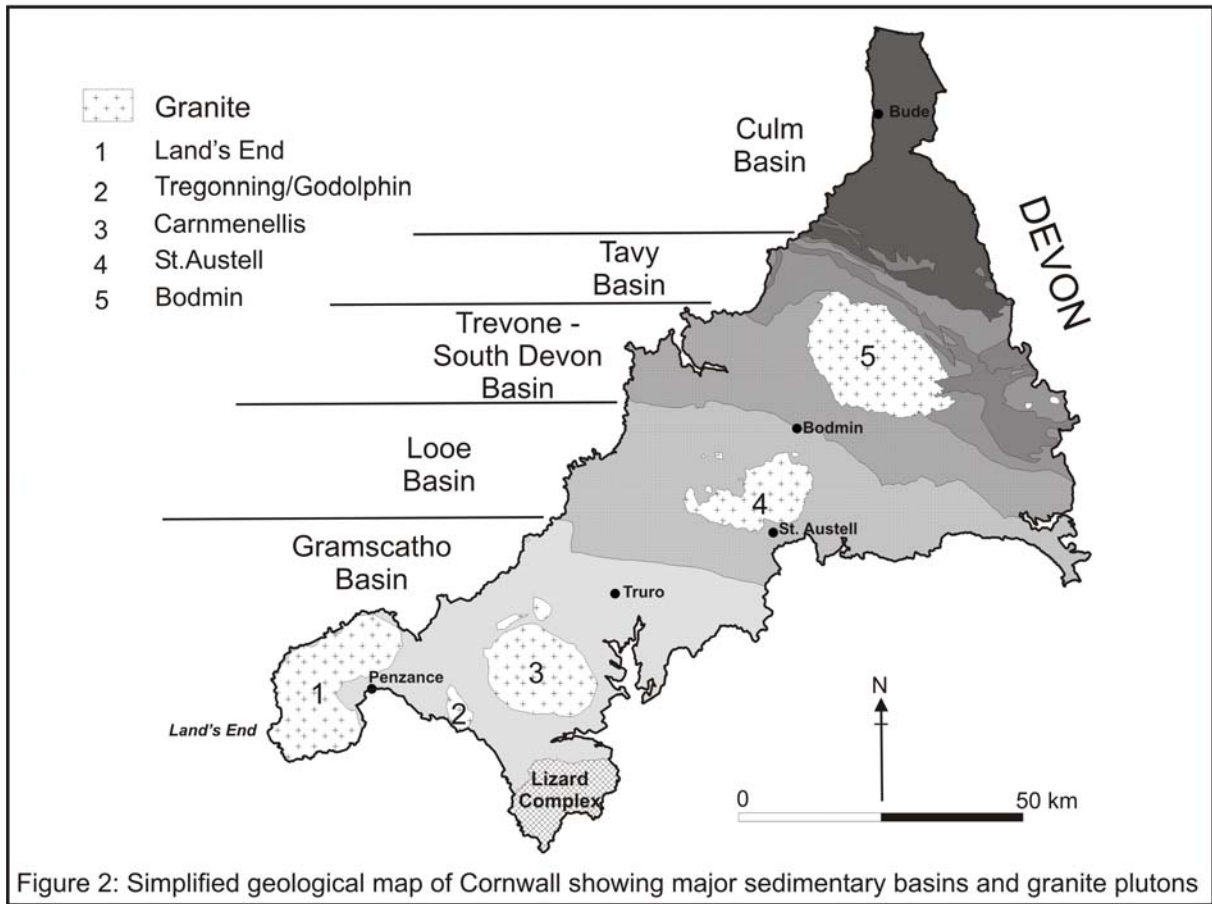 Granite
1 Land's End
2 Tregonning/Godolphin
3 Carnmenellis
4 St.Austell
5 Bodmin
Culm
Basin
Bude
DEVON
Tavy
Basin
Trevone -
South Devon
Basin
5
Bodmin
Looe
Basin
4
St. Austell
Gramscatho
Basin
Truro
3
Penzance
1
2
Land's End
Lizard
Complex
N
0 50 km
Figure 2: Simplified geological map of Cornwall showing major sedimentary basins and granite plutons